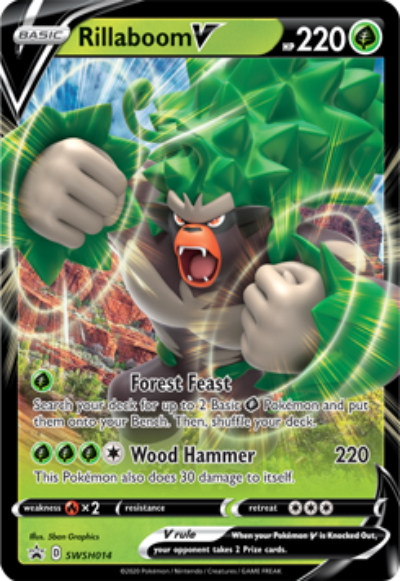 BASIC Rillaboom V HP 220
Forest Feast
Search your deck for up to 2 Basic Pokémon and put
them onto your Bench. Then, shuffle your deck.
Wood Hammer 220
This Pokémon also does 30 damage to itself.
weakness ×2 resistance retreat
Illus. 5ban Graphics
V rule When your Pokémon V is Knocked Out,
your opponent takes 2 Prize cards.
D SWSH014
©2020 Pokémon / Nintendo / Creatures / GAME FREAK